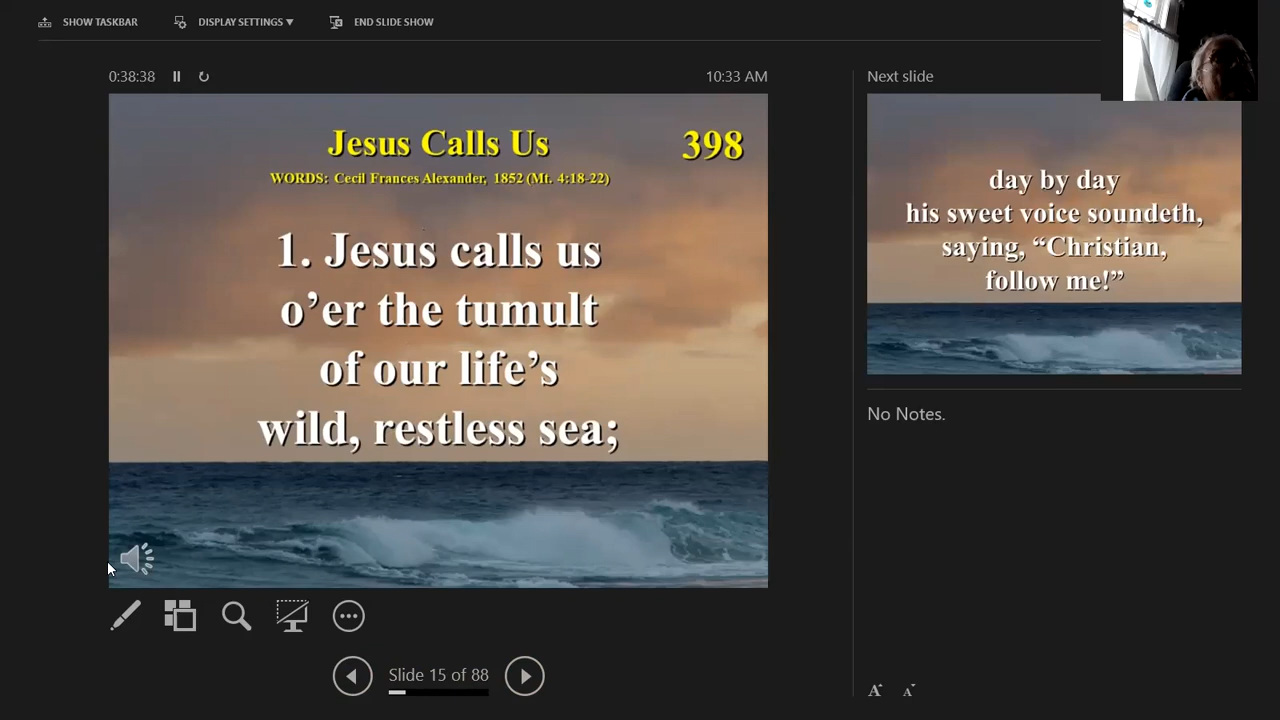 SHOW TASKBAR
DISPLAY SETTINGS ▼
END SLIDE SHOW
0:38:38
10:33 AM
Jesus Calls Us
398
WORDS: Cecil Frances Alexander, 1852 (Mt. 4:18-22)
1. Jesus calls us
o’er the tumult
of our life’s
wild, restless sea;
Slide 15 of 88
Next slide
day by day
his sweet voice soundeth,
saying, “Christian,
follow me!”
No Notes.
A A